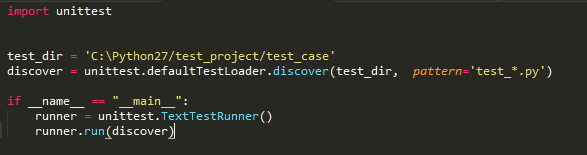 import unittest
test_dir = 'C:\Python27/test_project/test_case'
discover = unittest.defaultTestLoader.discover(test_dir,  pattern='test_*.py')
if __name__ == "__main__":
    runner = unittest.TextTestRunner()
    runner.run(discover)